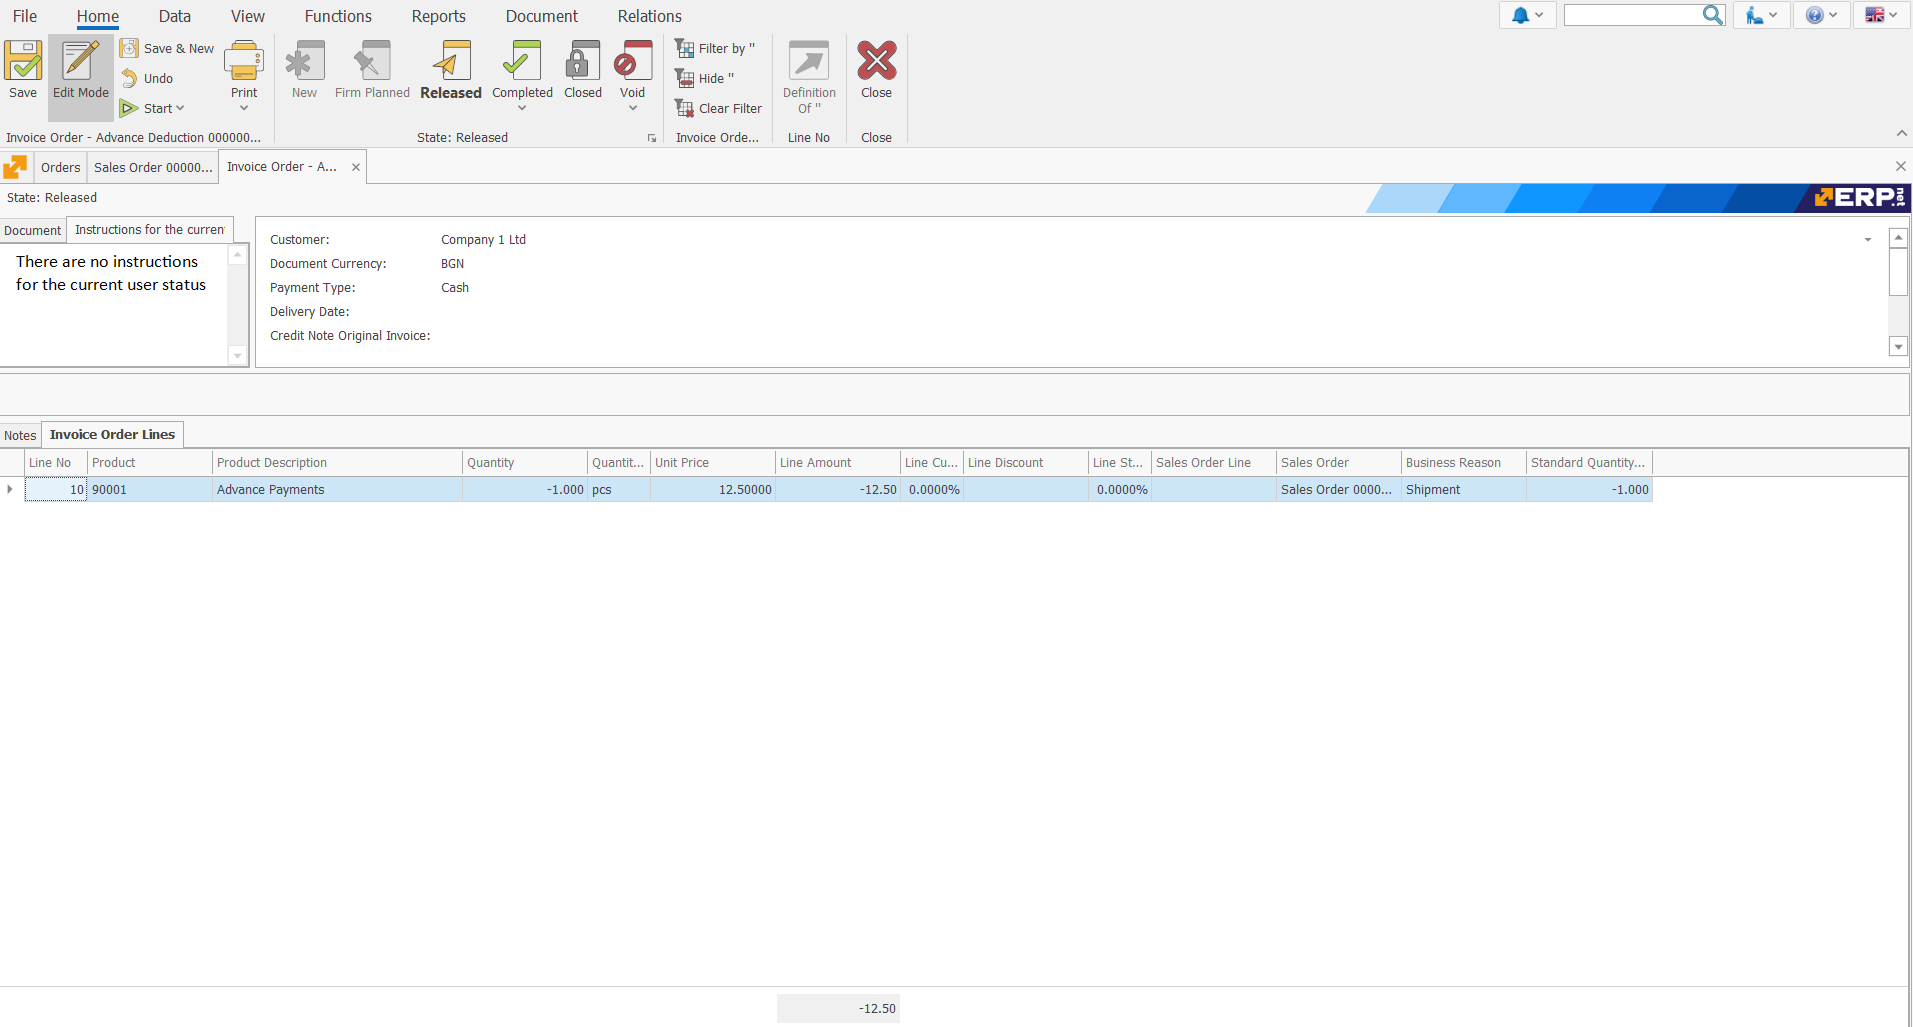 File Home Data View Functions Reports Document Relations
Save
Edit Mode
Save & New
Undo
Start
Print
New
Firm Planned
Released
Completed
Closed
Void
Filter by "
Hide "
Clear Filter
Definition
Of "
Close
Invoice Order - Advance Deduction 000000...
State: Released
Invoice Orde...
Line No
Close
Orders
Sales Order 00000...
Invoice Order - A...
State: Released
ERP.net
Document
Instructions for the current
There are no instructions
for the current user status
Customer: Company 1 Ltd
Document Currency: BGN
Payment Type: Cash
Delivery Date:
Credit Note Original Invoice:
Notes
Invoice Order Lines
Line No Product Product Description Quantity Quantit... Unit Price Line Amount Line Cu... Line Discount Line St... Sales Order Line Sales Order Business Reason Standard Quantity...
10 90001 Advance Payments -1.000 pcs 12.50000 -12.50 0.0000% 0.0000% Sales Order 0000... Shipment -1.000
-12.50